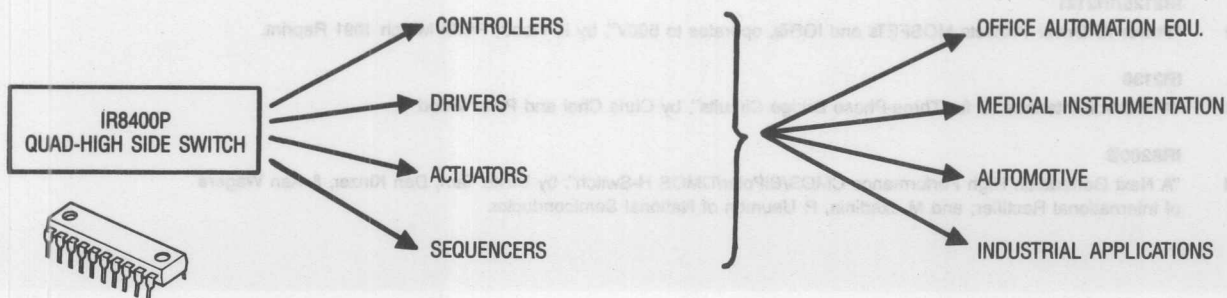 IR8400P
QUAD-HIGH SIDE SWITCH
CONTROLLERS
DRIVERS
ACTUATORS
SEQUENCERS
OFFICE AUTOMATION EQU.
MEDICAL INSTRUMENTATION
AUTOMOTIVE
INDUSTRIAL APPLICATIONS